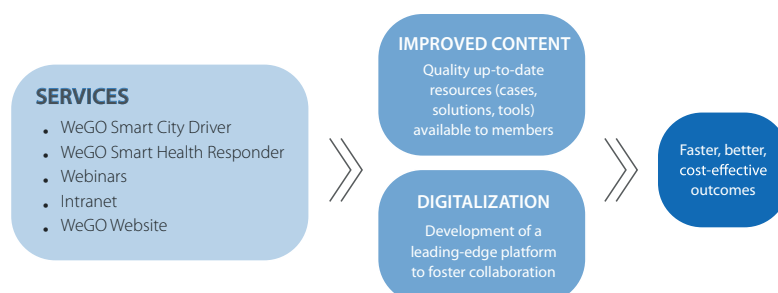 SERVICES
• WeGO Smart City Driver
• WeGO Smart Health Responder
• Webinars
• Intranet
• WeGO Website
IMPROVED CONTENT
Quality up-to-date
resources (cases,
solutions, tools)
available to members
DIGITALIZATION
Development of a
leading-edge platform
to foster collaboration
Faster, better,
cost-effective
outcomes